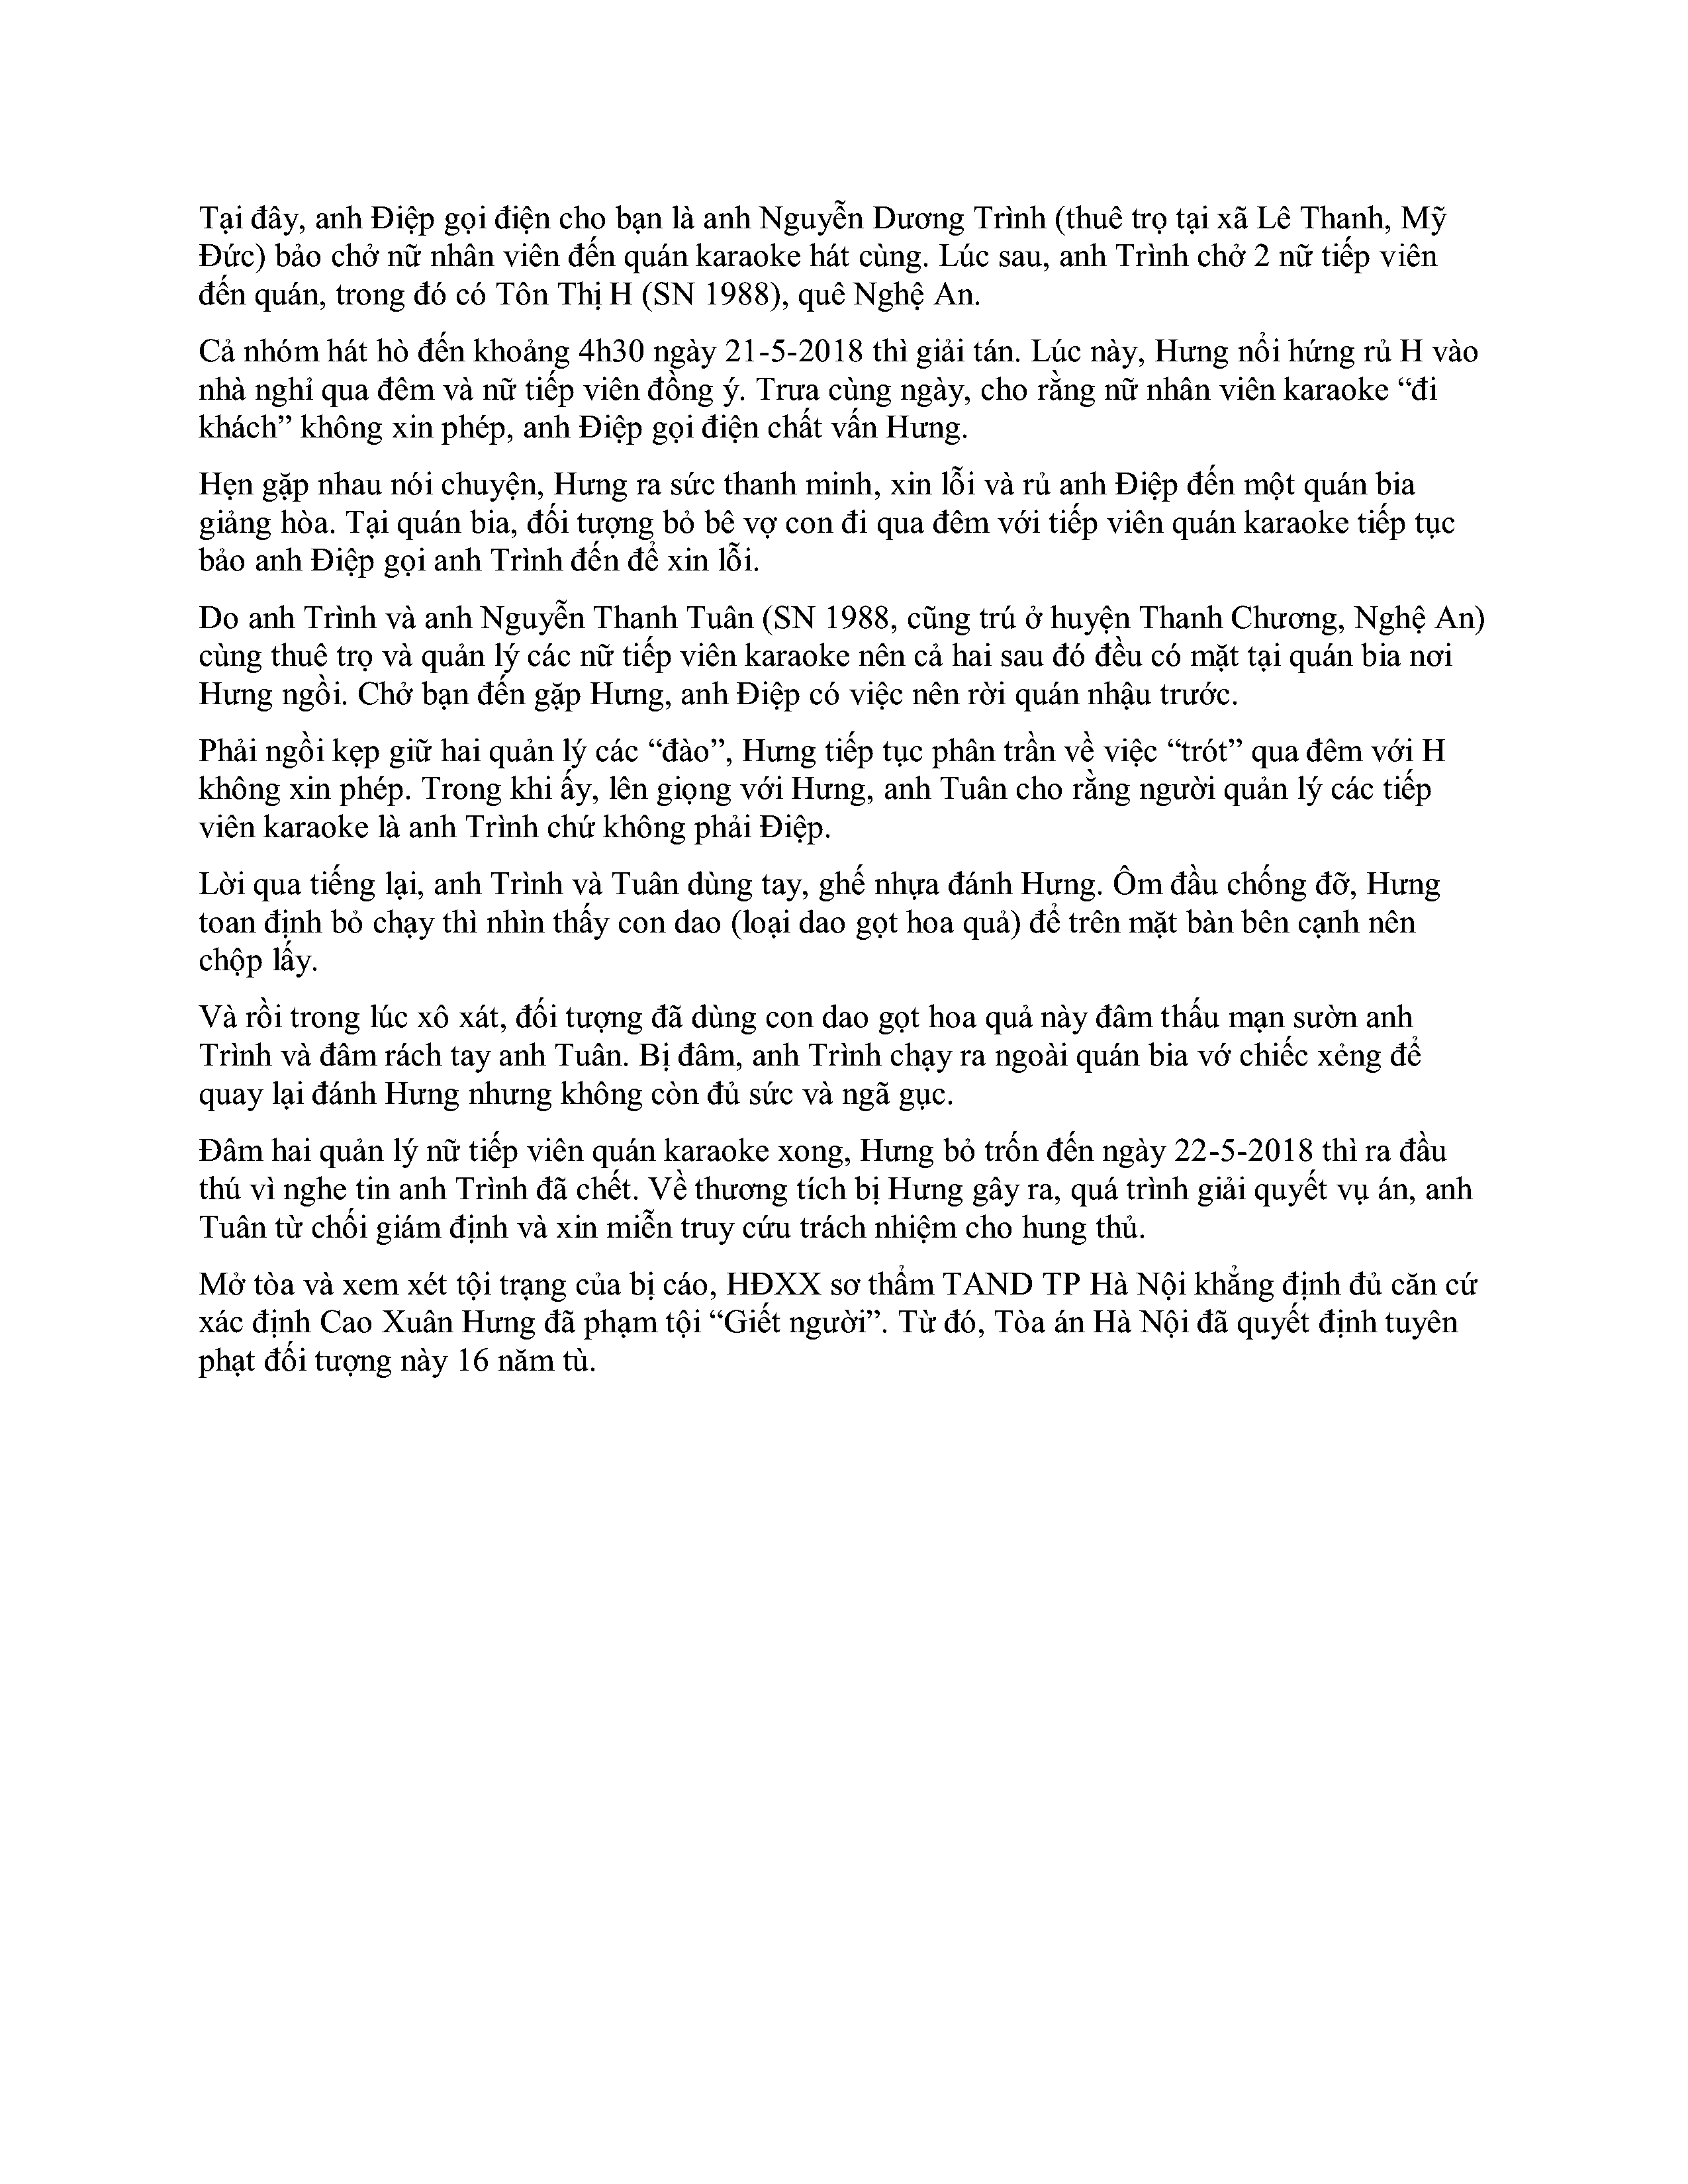 Tại đây, anh Điệp gọi điện cho bạn là anh Nguyễn Dương Trình (thuê trọ tại xã Lê Thanh, Mỹ
Đức) bảo chở nữ nhân viên đến quán karaoke hát cùng. Lúc sau, anh Trình chở 2 nữ tiếp viên
đến quán, trong đó có Tôn Thị H (SN 1988), quê Nghệ An.
Cả nhóm hát hò đến khoảng 4h30 ngày 21-5-2018 thì giải tán. Lúc này, Hưng nổi hứng rủ H vào
nhà nghỉ qua đêm và nữ tiếp viên đồng ý. Trưa cùng ngày, cho rằng nữ nhân viên karaoke “đi
khách” không xin phép, anh Điệp gọi điện chất vấn Hưng.
Hẹn gặp nhau nói chuyện, Hưng ra sức thanh minh, xin lỗi và rủ anh Điệp đến một quán bia
giảng hòa. Tại quán bia, đối tượng bỏ bê vợ con đi qua đêm với tiếp viên quán karaoke tiếp tục
bảo anh Điệp gọi anh Trình đến để xin lỗi.
Do anh Trình và anh Nguyễn Thanh Tuân (SN 1988, cũng trú ở huyện Thanh Chương, Nghệ An)
cùng thuê trọ và quản lý các nữ tiếp viên karaoke nên cả hai sau đó đều có mặt tại quán bia nơi
Hưng ngồi. Chở bạn đến gặp Hưng, anh Điệp có việc nên rời quán nhậu trước.
Phải ngồi kẹp giữ hai quản lý các “đào”, Hưng tiếp tục phân trần về việc “trót” qua đêm với H
không xin phép. Trong khi ấy, lên giọng với Hưng, anh Tuân cho rằng người quản lý các tiếp
viên karaoke là anh Trình chứ không phải Điệp.
Lời qua tiếng lại, anh Trình và Tuân dùng tay, ghế nhựa đánh Hưng. Ôm đầu chống đỡ, Hưng
toan định bỏ chạy thì nhìn thấy con dao (loại dao gọt hoa quả) để trên mặt bàn bên cạnh nên
chộp lấy.
Và rồi trong lúc xô xát, đối tượng đã dùng con dao gọt hoa quả này đâm thấu mạn sườn anh
Trình và đâm rách tay anh Tuân. Bị đâm, anh Trình chạy ra ngoài quán bia vớ chiếc xẻng để
quay lại đánh Hưng nhưng không còn đủ sức và ngã gục.
Đâm hai quản lý nữ tiếp viên quán karaoke xong, Hưng bỏ trốn đến ngày 22-5-2018 thì ra đầu
thú vì nghe tin anh Trình đã chết. Về thương tích bị Hưng gây ra, quá trình giải quyết vụ án, anh
Tuân từ chối giám định và xin miễn truy cứu trách nhiệm cho hung thủ.
Mở tòa và xem xét tội trạng của bị cáo, HĐXX sơ thẩm TAND TP Hà Nội khẳng định đủ căn cứ
xác định Cao Xuân Hưng đã phạm tội “Giết người”. Từ đó, Tòa án Hà Nội đã quyết định tuyên
phạt đối tượng này 16 năm tù.